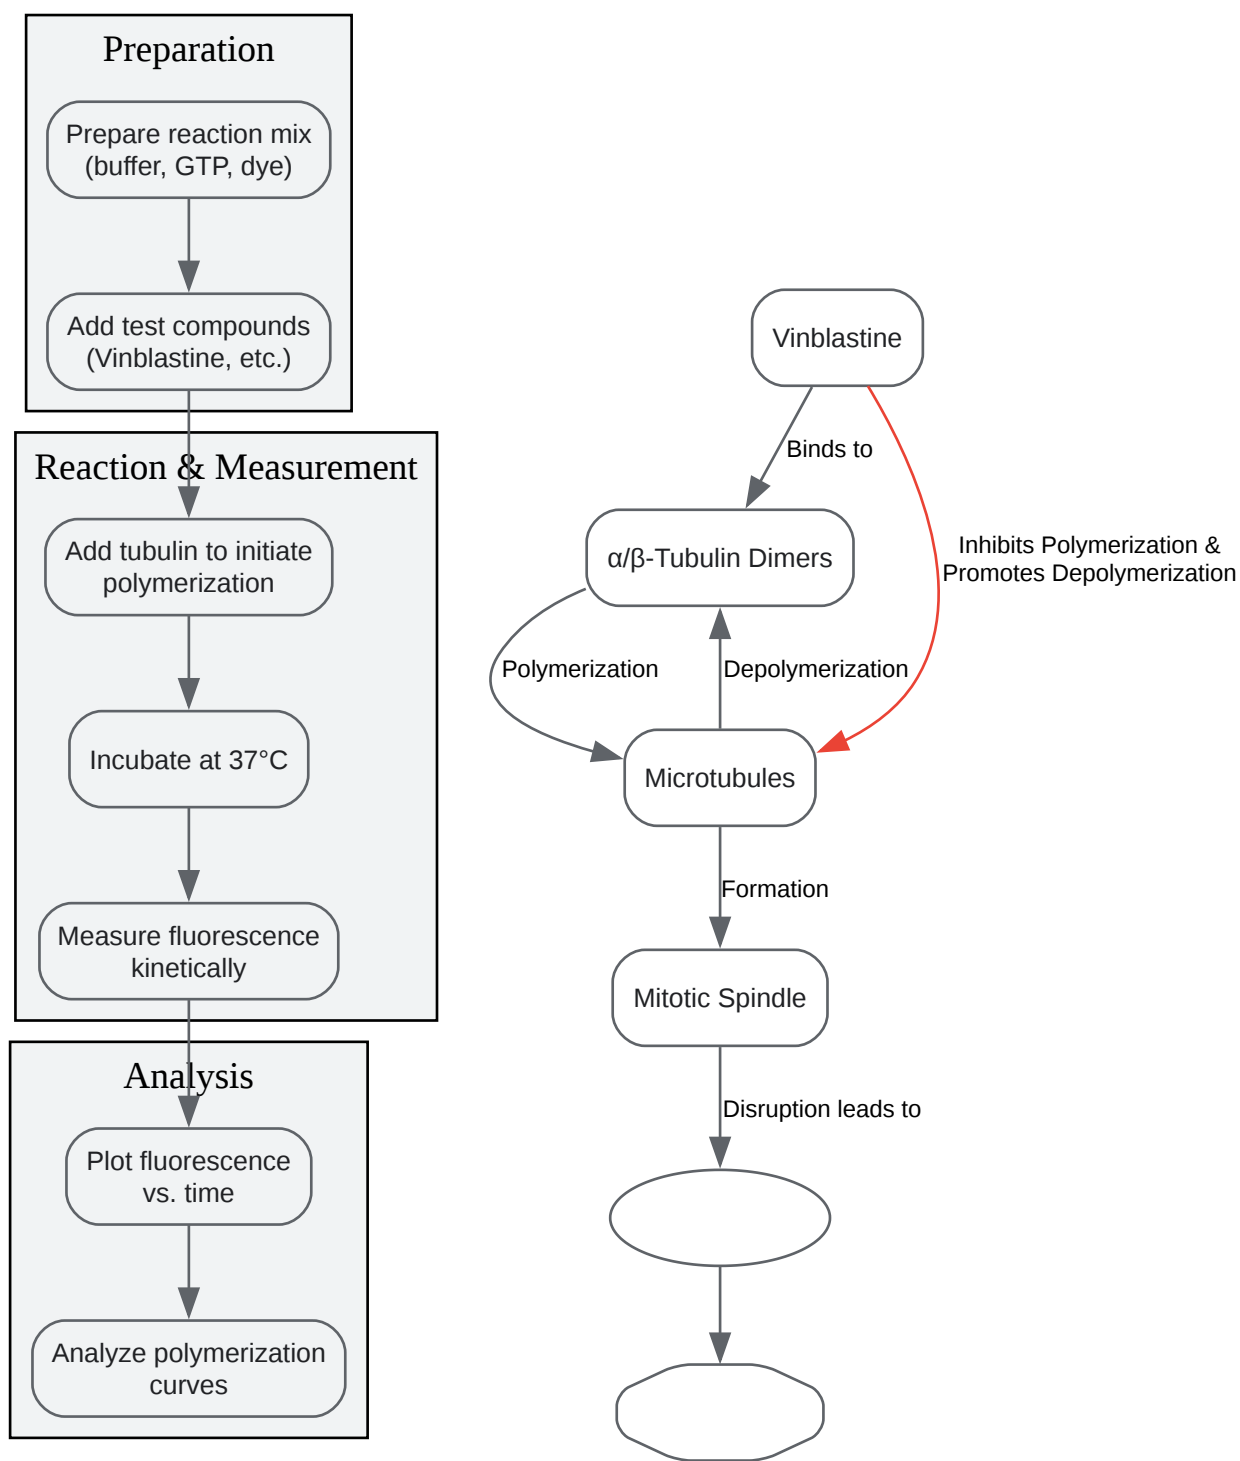 Preparation
Prepare reaction mix
(buffer, GTP, dye)
Add test compounds
(Vinblastine, etc.)
Reaction & Measurement
Add tubulin to initiate
polymerization
Incubate at 37°C
Measure fluorescence
kinetically
Analysis
Plot fluorescence
vs. time
Analyze polymerization
curves
Vinblastine
Binds to
α/β-Tubulin Dimers
Inhibits Polymerization &
Promotes Depolymerization
Polymerization
Depolymerization
Microtubules
Formation
Mitotic Spindle
Disruption leads to